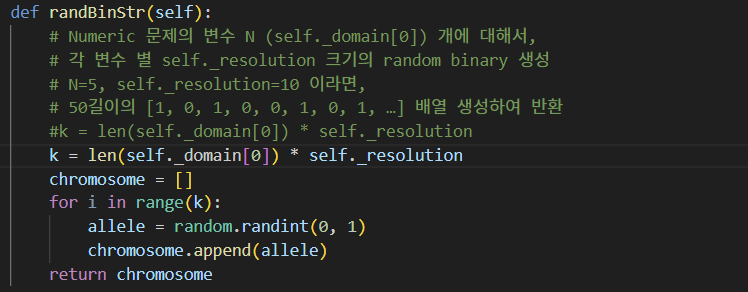 def randBinStr(self):
# Numeric 문제의 변수 N (self._domain[0]) 개에 대해서,
# 각 변수 별 self._resolution 크기의 random binary 생성
# N=5, self._resolution=10 이라면,
# 50길이의 [1, 0, 1, 0, 0, 1, 0, 1, …] 배열 생성하여 반환
#k = len(self._domain[0]) * self._resolution
k = len(self._domain[0]) * self._resolution
chromosome = []
for i in range(k):
allele = random.randint(0, 1)
chromosome.append(allele)
return chromosome